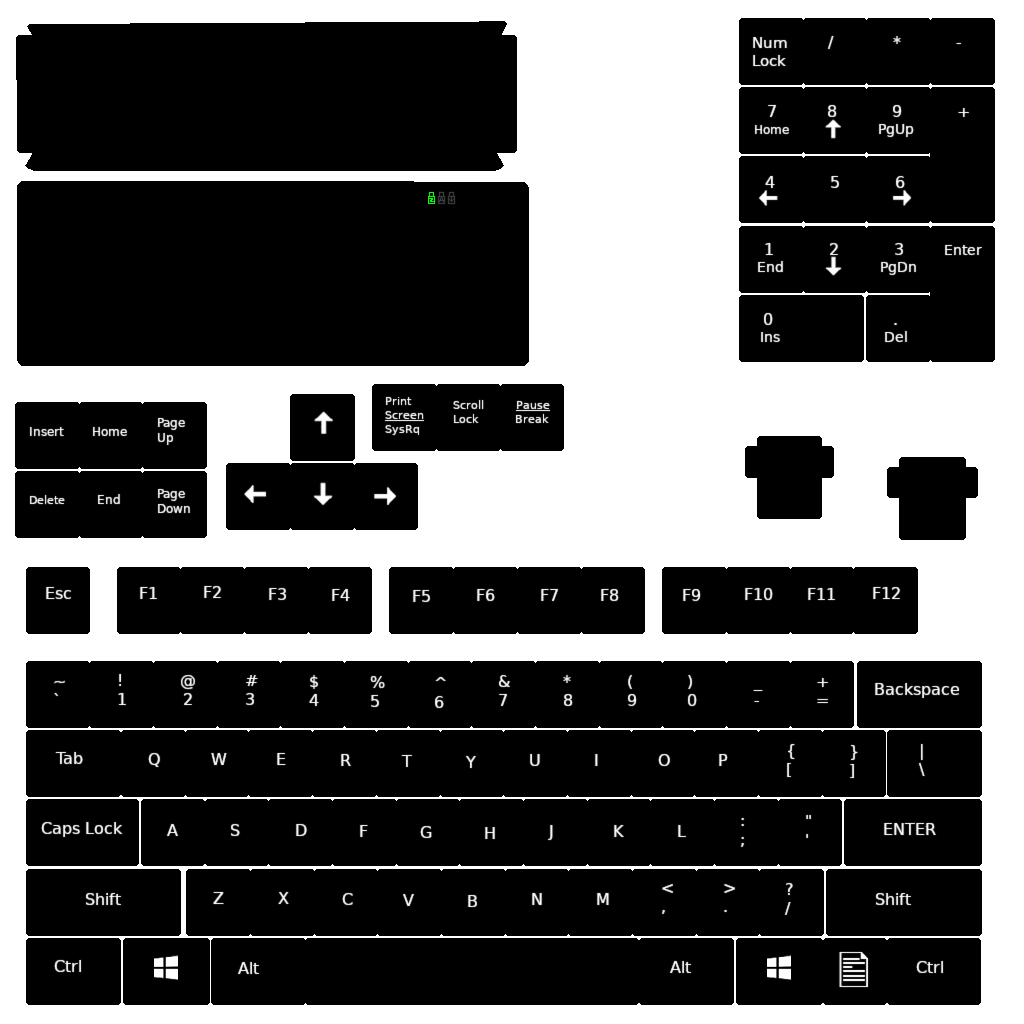 Num / * -
Lock
7 8 9 +
Home PgUp
4 5 6
1 2 3 Enter
End PgDn
0 .
Ins Del
Print
Screen
SysRq
Scroll
Lock
Pause
Break
Insert Home Page
Up
Delete End Page
Down
Esc F1 F2 F3 F4 F5 F6 F7 F8 F9 F10 F11 F12
~ ! @ # $ % ^ & * ( ) _ +
` 1 2 3 4 5 6 7 8 9 0 - = Backspace
Tab Q W E R T Y U I O P { } |
[ ] \
Caps Lock A S D F G H J K L : " ENTER
; '
Shift Z X C V B N M < > ? Shift
, . /
Ctrl Alt Alt Ctrl